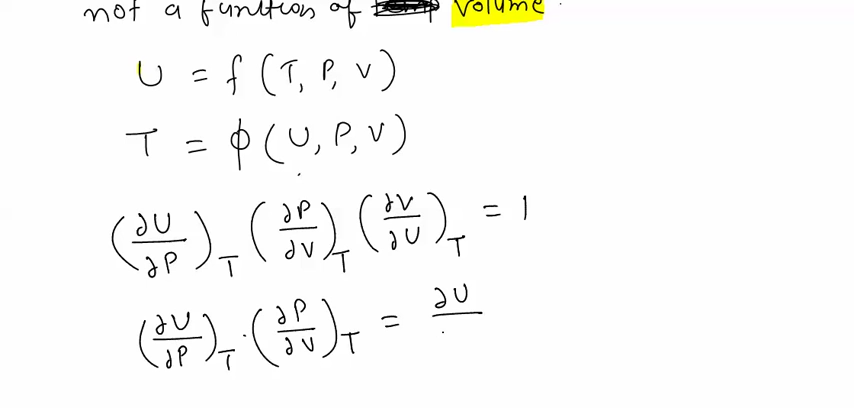 not a function of volume.
U = f (T, P, V)
T = ϕ (U, P, V)
(∂U/∂P)_T (∂P/∂V)_T (∂V/∂U)_T = 1
(∂U/∂P)_T · (∂P/∂V)_T = ∂U/